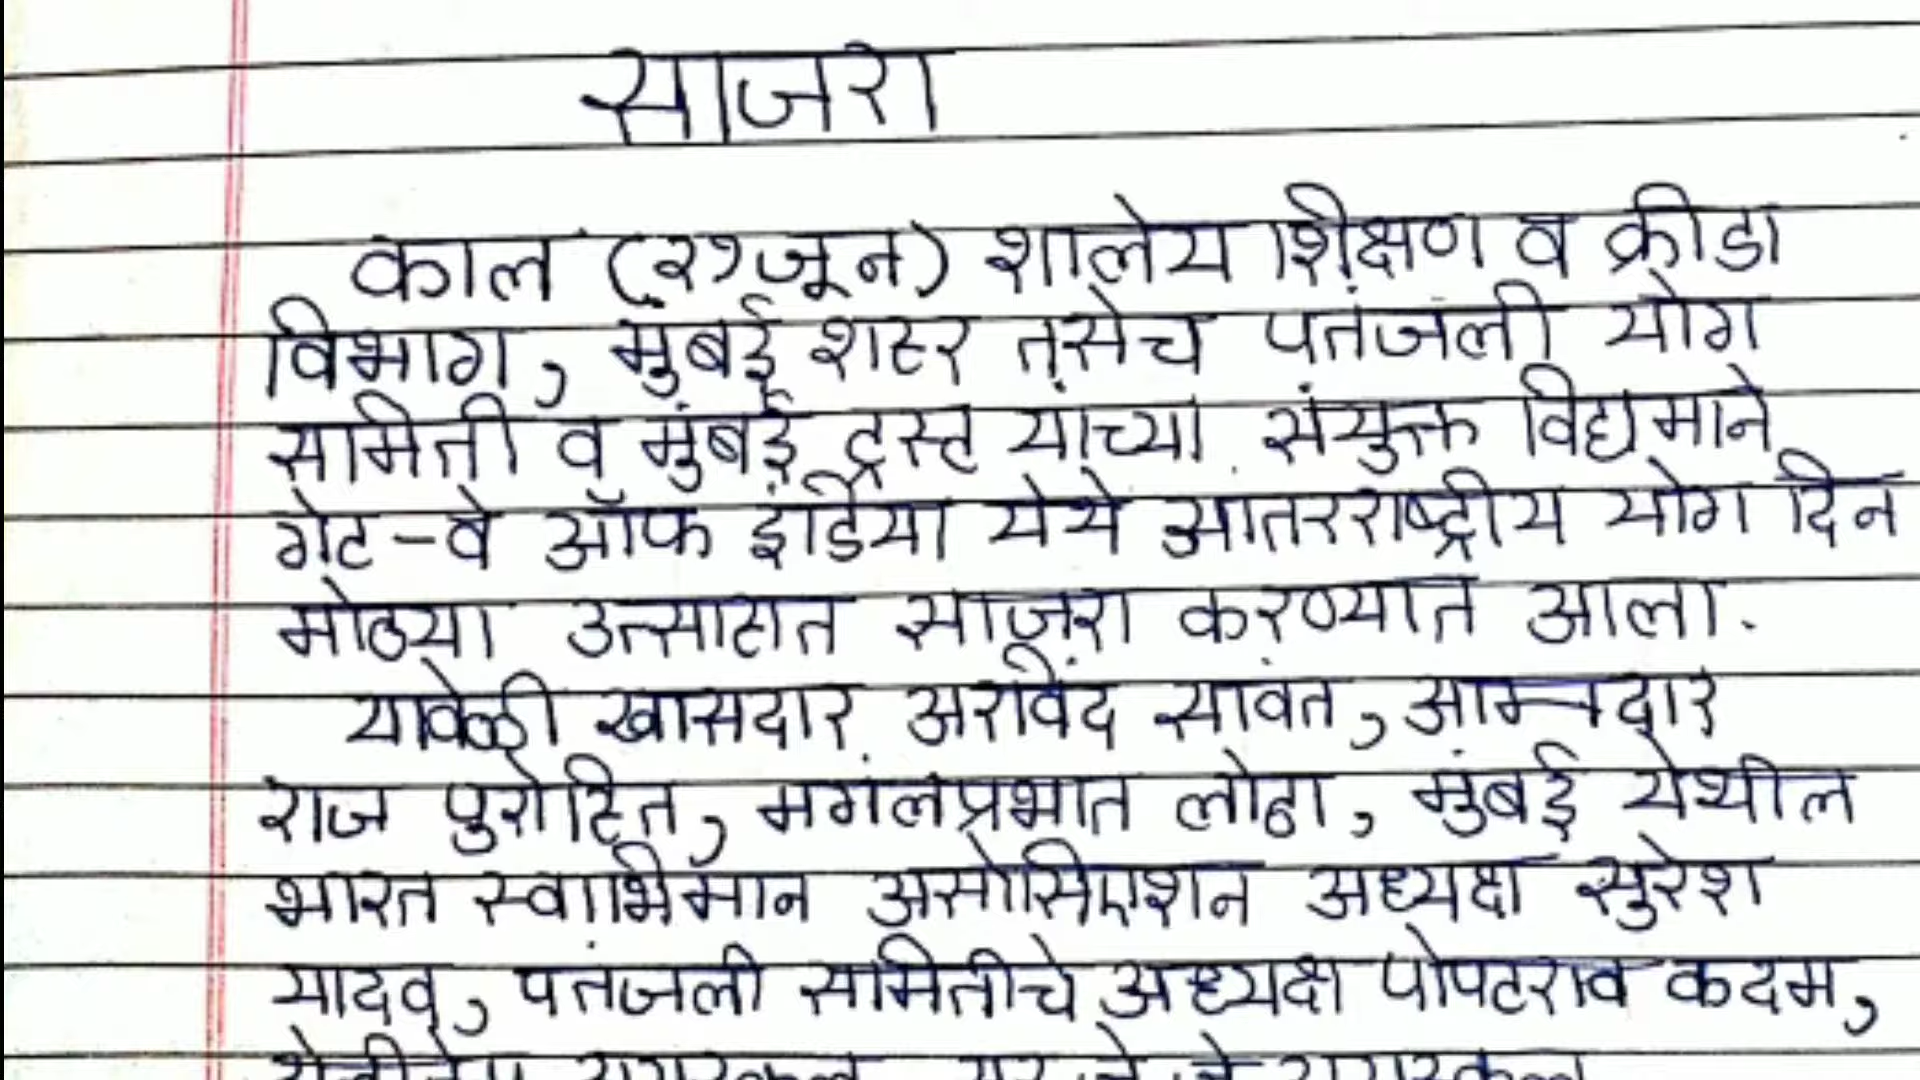 साजरा
काल (२१जून) शालेय शिक्षण व क्रीडा
विभाग, मुंबई शहर तसेच पतंजली योग
समिती व मुंबई ट्रस्ट यांच्या संयुक्त विद्यमाने
गेट-वे ऑफ इंडिया येथे आंतरराष्ट्रीय योग दिन
मोठ्या उत्साहात साजरा करण्यात आला.
यावेळी खासदार अरविंद सावंत, आमदार
राज पुरोहित, मंगलप्रभात लोढा, मुंबई येथील
भारत स्वाभिमान असोसिएशन अध्यक्ष सुरेश
यादव, पतंजली समितीचे अध्यक्ष पोपटराव कदम,